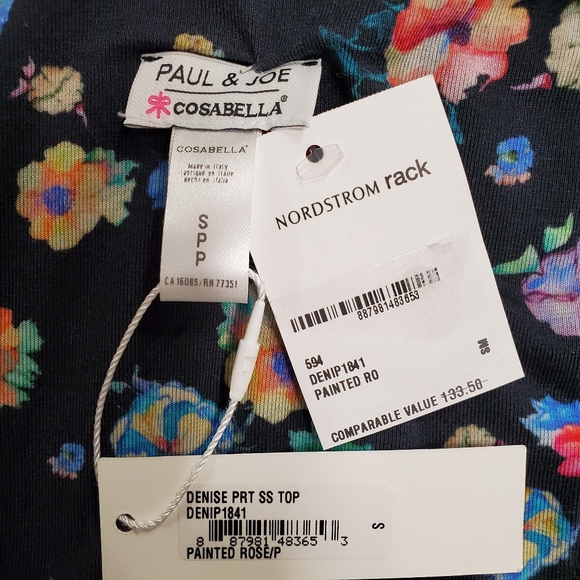 PAUL & JOE
COSABELLA®
COSABELLA®
Made in Italy
Fabriqué en Italie
Hecho en Italia
S
P
P
CA 16089/RN 77351
NORDSTROM rack
887981483653
594
DENIP1841
PAINTED RO
SM
COMPARABLE VALUE 133.50
DENISE PRT SS TOP
DENIP1841
S
8 87981 48365 3
PAINTED ROSE/P